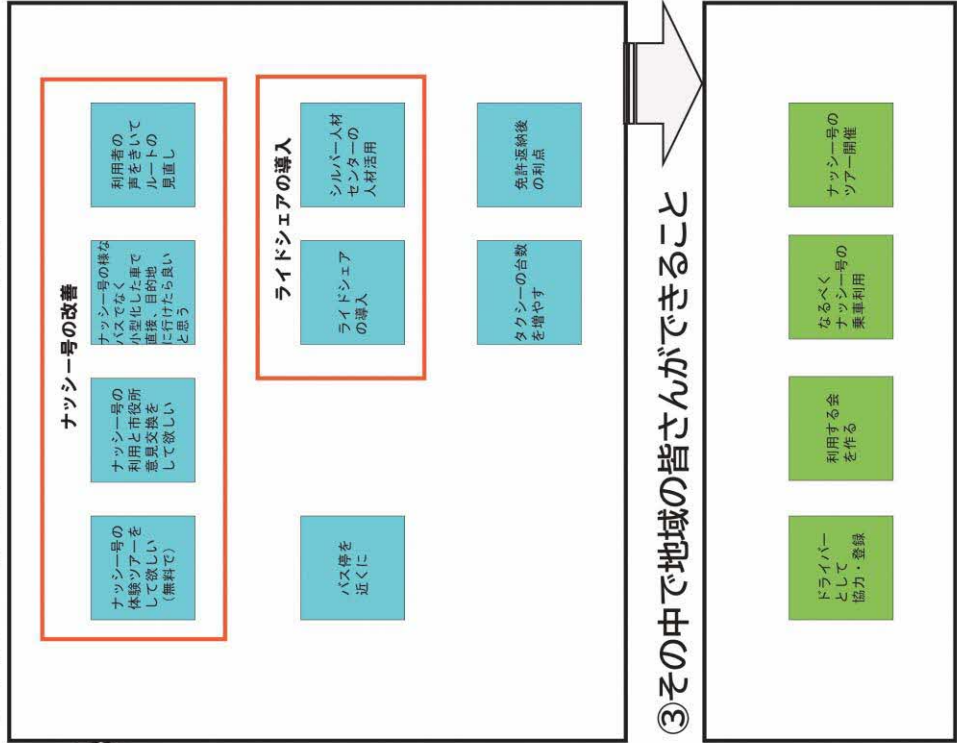 ナッシー号の改善
ナッシー号の
体験ツアーを
して欲しい
(無料で)
ナッシー号の
利用と市役所
意見交換を
して欲しい
ナッシー号の様な
バスでなく
小型化した車で
直接、目的地
に行けたら良い
と思う
利用者の
声をきいて
ルートの
見直し
バス停を
近くに
ライドシェアの導入
ライドシェア
の導入
シルバー人材
センターの
人材活用
タクシーの台数
を増やす
免許返納後
の利点
③その中で地域の皆さんができること
ドライバー
として
協力・登録
利用する会
を作る
なるべく
ナッシー号の
乗車利用
ナッシー号の
ツアー開催